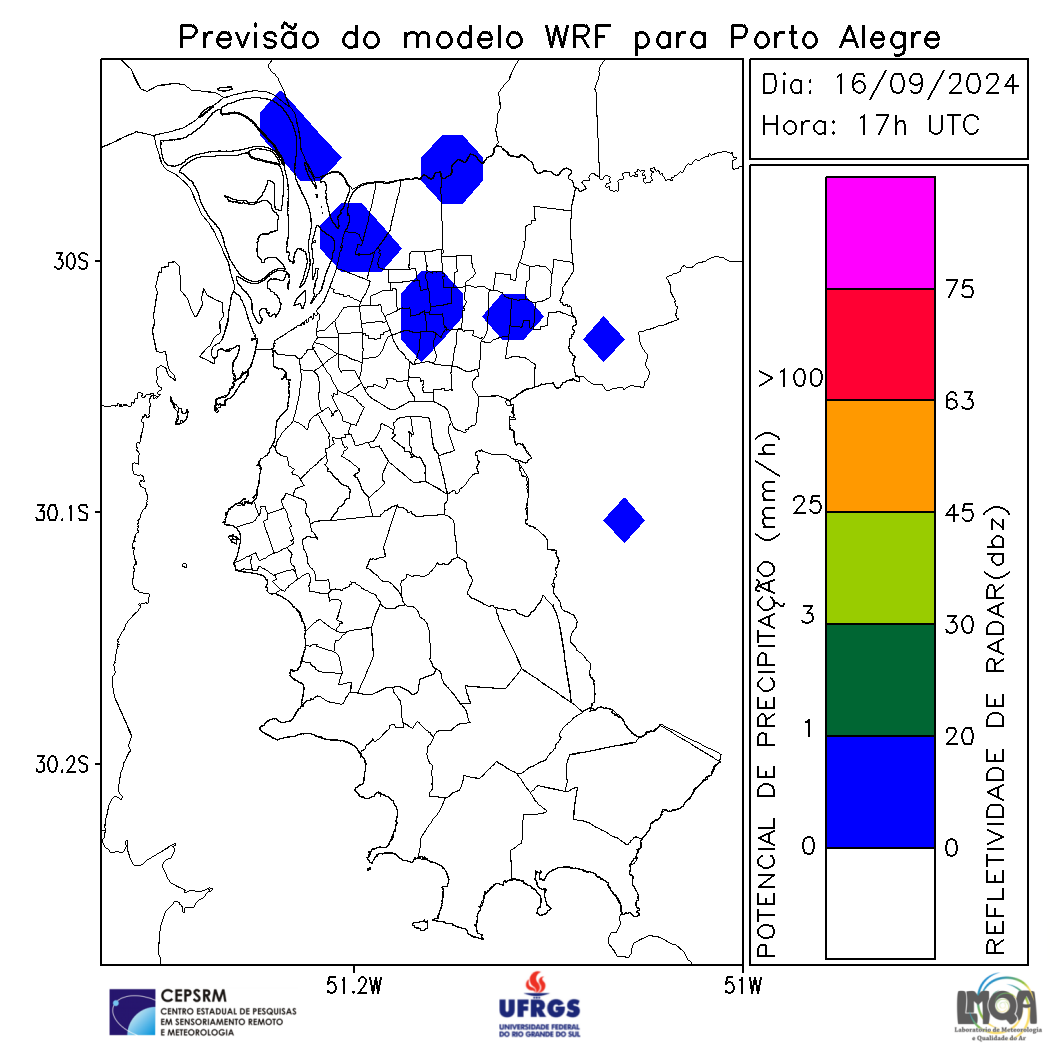 Previsão do modelo WRF para Porto Alegre
Dia: 16/09/2024
Hora: 17h UTC
30S
30.1S
30.2S
51.2W
51W
POTENCIAL DE PRECIPITAÇÃO (mm/h)
>100
25
3
1
0
75
63
45
30
20
0
REFLETIVIDADE DE RADAR(dbz)
CEPSRM
CENTRO ESTADUAL DE PESQUISAS
EM SENSORIAMENTO REMOTO
E METEOROLOGIA
UFRGS
UNIVERSIDADE FEDERAL
DO RIO GRANDE DO SUL
LMQA
Laboratório de Meteorologia
e Qualidade do Ar